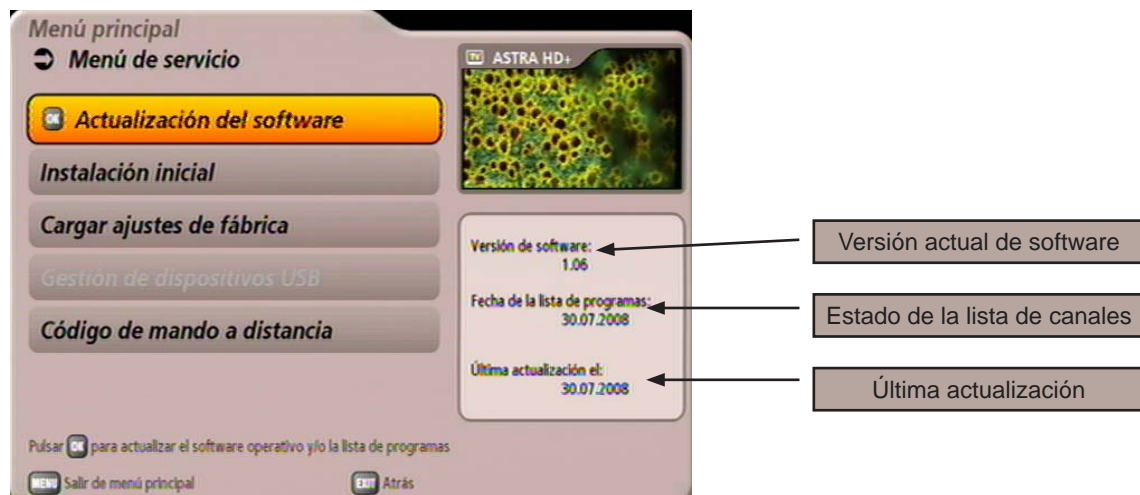 Menú principal
Menú de servicio
TV ASTRA HD+
OK Actualización del software
Instalación inicial
Cargar ajustes de fábrica
Gestión de dispositivos USB
Código de mando a distancia
Versión de software:
1.06
Fecha de la lista de programas:
30.07.2008
Última actualización el:
30.07.2008
Versión actual de software
Estado de la lista de canales
Última actualización
Pulsar OK para actualizar el software operativo y/o la lista de programas
MENU Salir de menú principal
EXIT Atrás